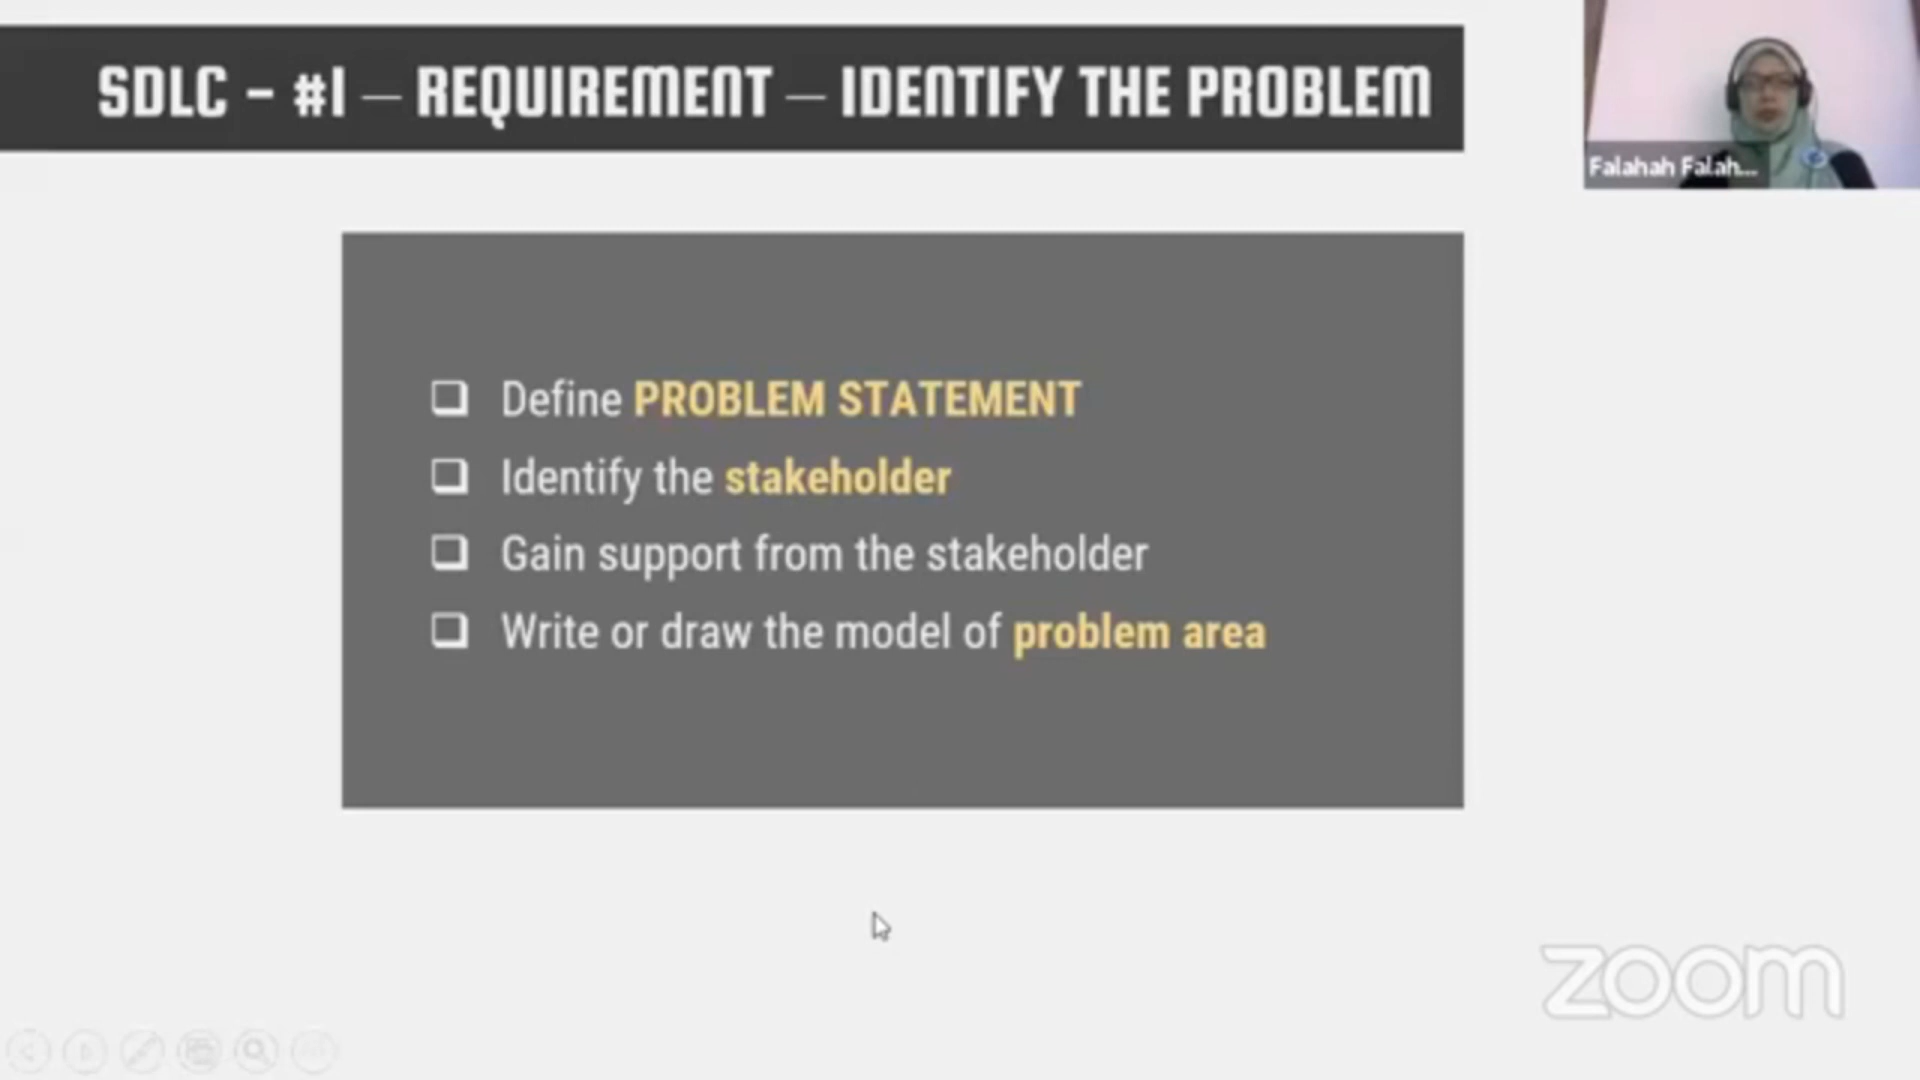 SDLC - #1 – REQUIREMENT – IDENTIFY THE PROBLEM
Falahah Falah...
Define PROBLEM STATEMENT
Identify the stakeholder
Gain support from the stakeholder
Write or draw the model of problem area
zoom